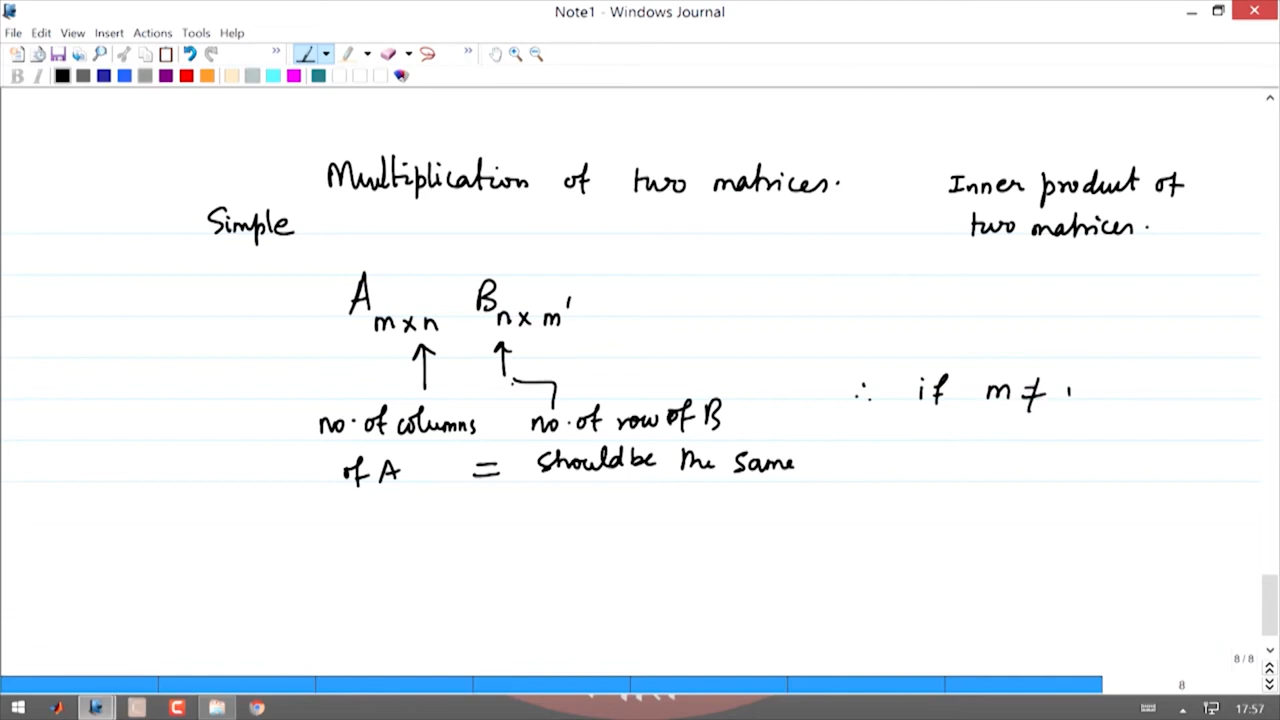 Note1 - Windows Journal
File Edit View Insert Actions Tools Help
Multiplication of two matrices.
Inner product of
two matrices.
Simple
A m×n B n×m'
∴ if m ≠
no. of columns no. of row of B
of A = should be the same
8 / 8
8
17:57